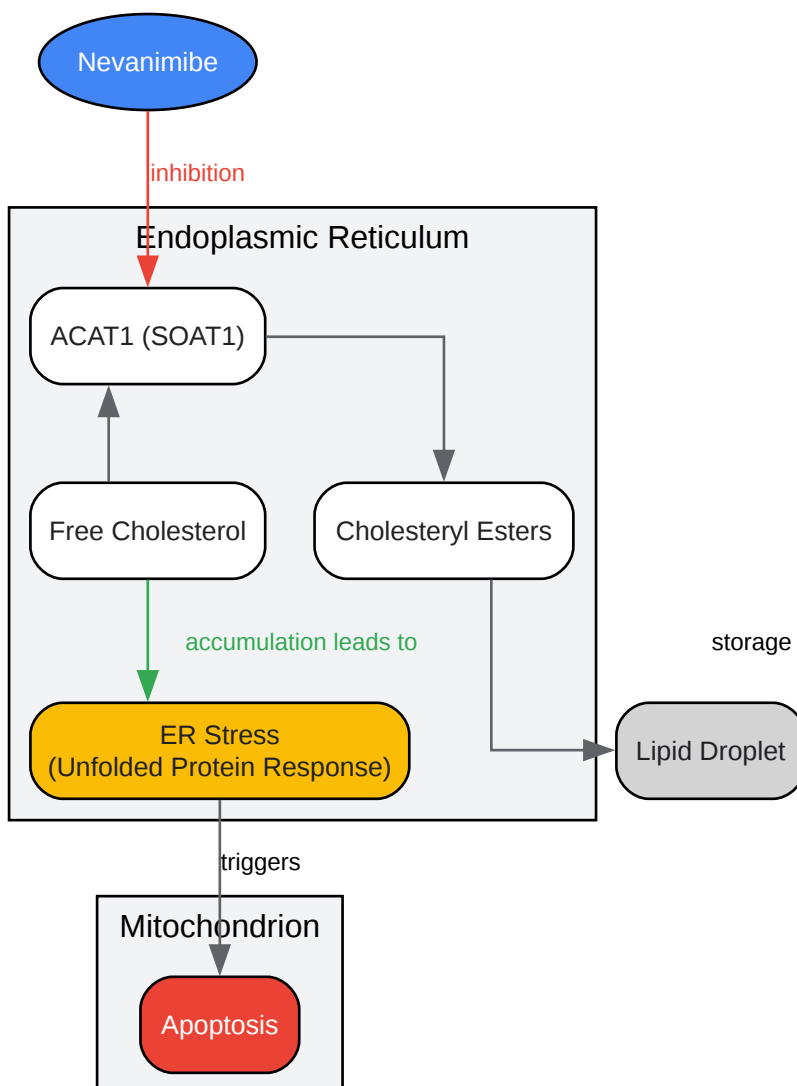 Nevanimibe
inhibition
Endoplasmic Reticulum
ACAT1 (SOAT1)
Free Cholesterol
Cholesteryl Esters
accumulation leads to
storage
ER Stress
(Unfolded Protein Response)
Lipid Droplet
triggers
Mitochondrion
Apoptosis